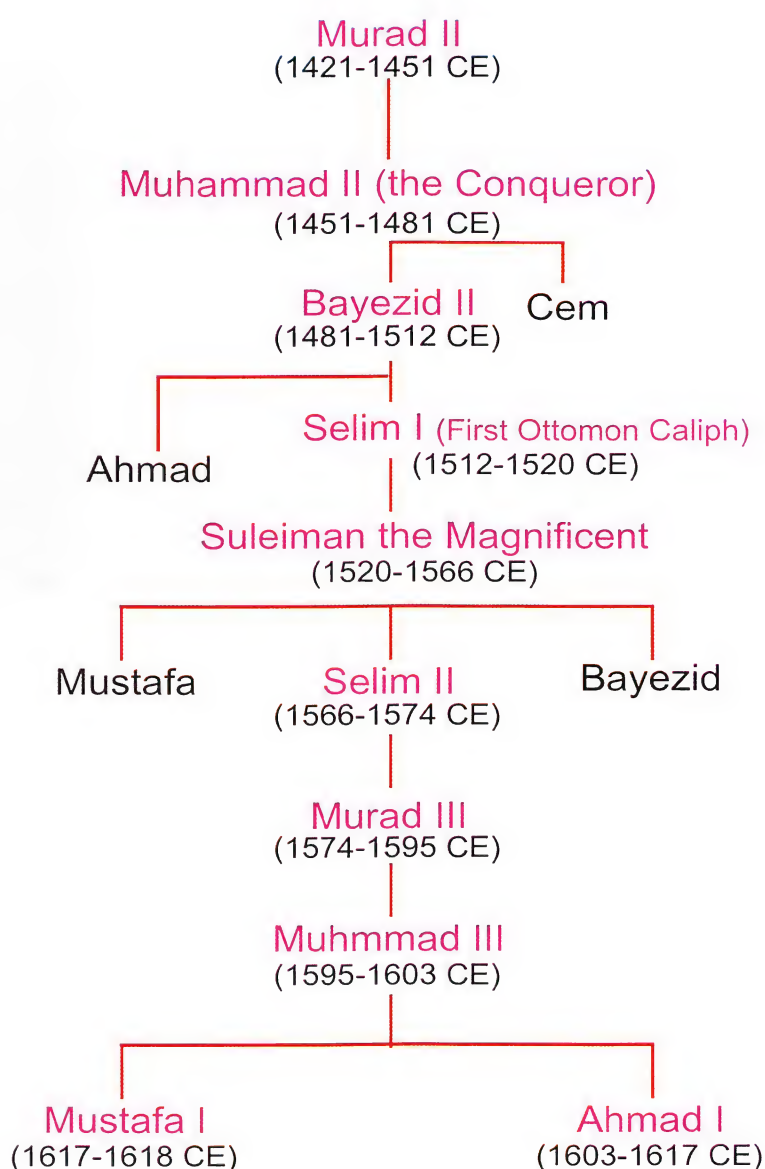 Murad II
(1421-1451 CE)
Muhammad II (the Conqueror)
(1451-1481 CE)
Bayezid II
Cem
(1481-1512 CE)
Selim I (First Ottomon Caliph)
Ahmad
(1512-1520 CE)
Suleiman the Magnificent
(1520-1566 CE)
Mustafa
Selim II
Bayezid
(1566-1574 CE)
Murad III
(1574-1595 CE)
Muhmmad III
(1595-1603 CE)
Mustafa I
Ahmad I
(1617-1618 CE)
(1603-1617 CE)